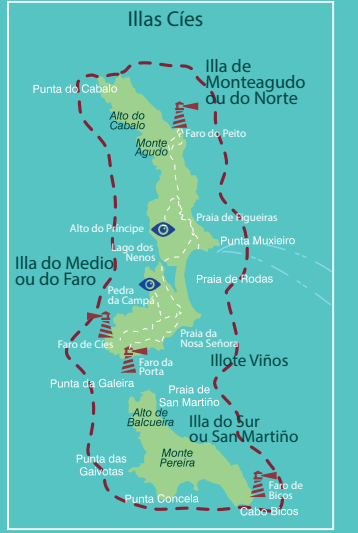 Illas Cíes
Illa de
Monteagudo
ou do Norte
Punta do Cabalo
Alto do
Cabalo
Faro do Peito
Monte
Agudo
Praia de Figueiras
Alto do Príncipe
Punta Muxieiro
Lago dos
Nenos
Illa do Medio
ou do Faro
Praia de Rodas
Pedra
da Campá
Praia da
Nosa Señora
Faro de Cíes
Faro da
Porta
Illote Viños
Punta da Galeira
Praia de
San Martiño
Alto de
Balcueira
Illa do Sur
ou San Martiño
Monte
Pereira
Punta das
Gaivotas
Faro de
Bicos
Punta Concela
Cabo Bicos